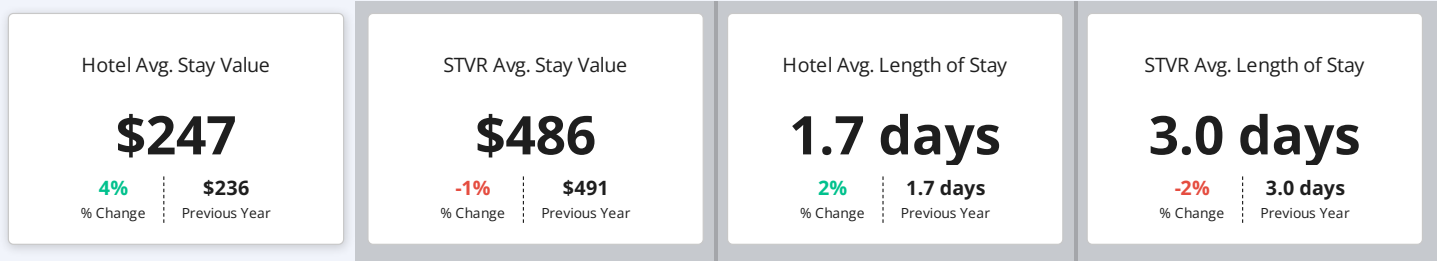 Hotel Avg. Stay Value
$247
4%
% Change
$236
Previous Year
STVR Avg. Stay Value
$486
-1%
% Change
$491
Previous Year
Hotel Avg. Length of Stay
1.7 days
2%
% Change
1.7 days
Previous Year
STVR Avg. Length of Stay
3.0 days
-2%
% Change
3.0 days
Previous Year